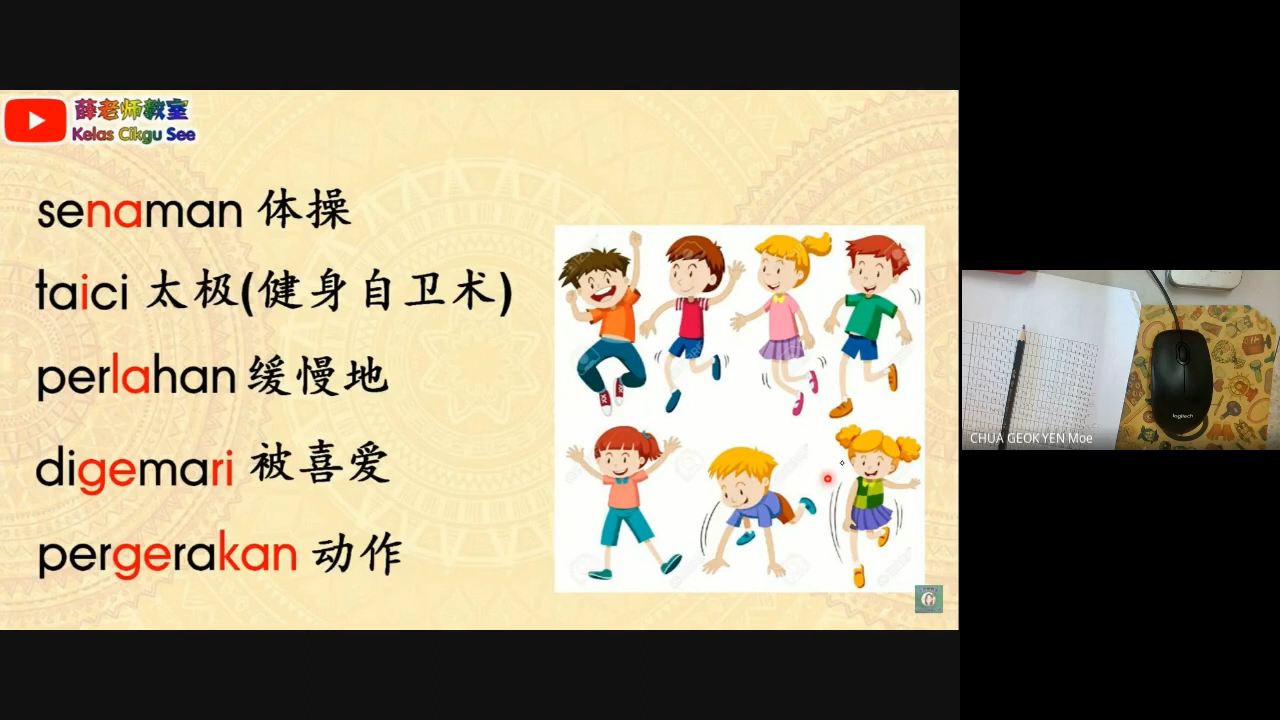 薛老师教室
Kelas Cikgu See
senaman 体操
taici 太极(健身自卫术)
perlahan 缓慢地
digemari 被喜爱
pergerakan 动作
logitech
CHUA GEOK YEN Moe